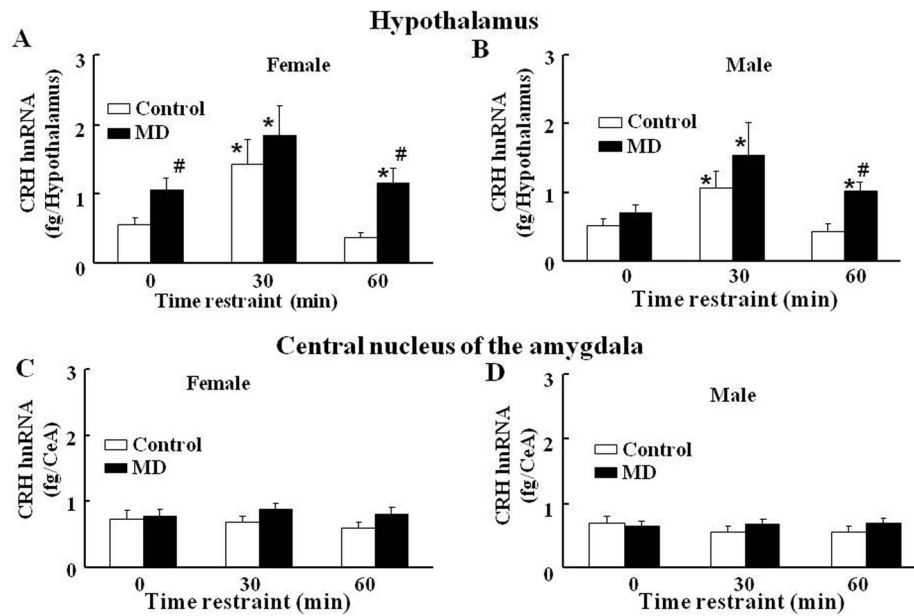 Hypothalamus
A
3
2
1
0
CRH hnRNA
(fg/Hypothalamus)
Female
Control
MD
#
*
*
*
#
0 30 60
Time restraint (min)
B
3
2
1
0
CRH hnRNA
(fg/Hypothalamus)
Male
Control
MD
*
*
*
#
0 30 60
Time restraint (min)
Central nucleus of the amygdala
C
3
2
1
0
CRH hnRNA
(fg/CeA)
Female
Control
MD
0 30 60
Time restraint (min)
D
3
2
1
0
CRH hnRNA
(fg/CeA)
Male
Control
MD
0 30 60
Time restraint (min)